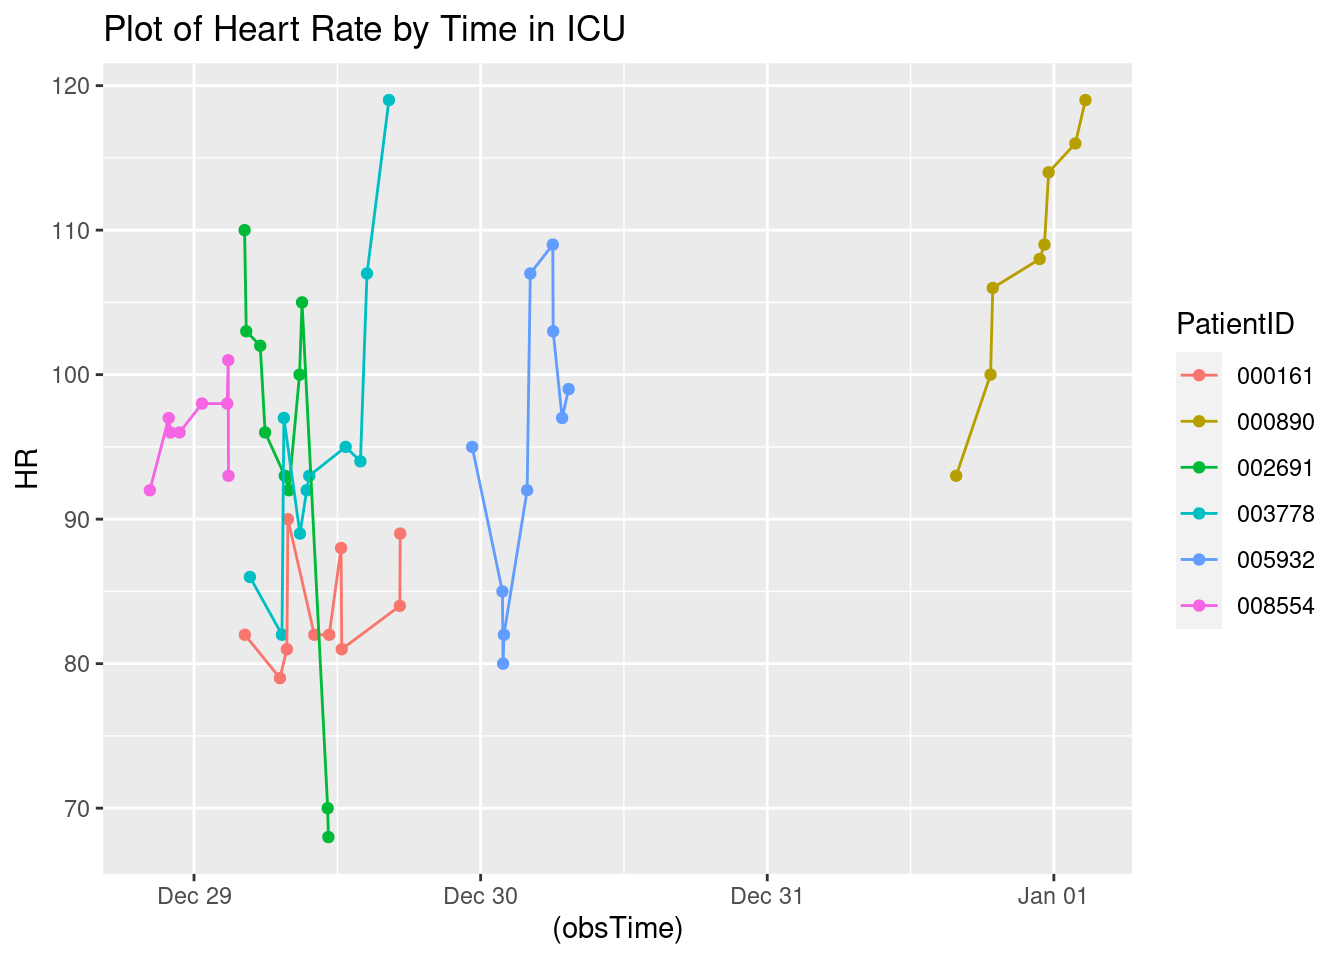 Plot of Heart Rate by Time in ICU
120
110
100
90
80
70
HR
Dec 29
Dec 30
Dec 31
Jan 01
(obsTime)
PatientID
000161
000890
002691
003778
005932
008554